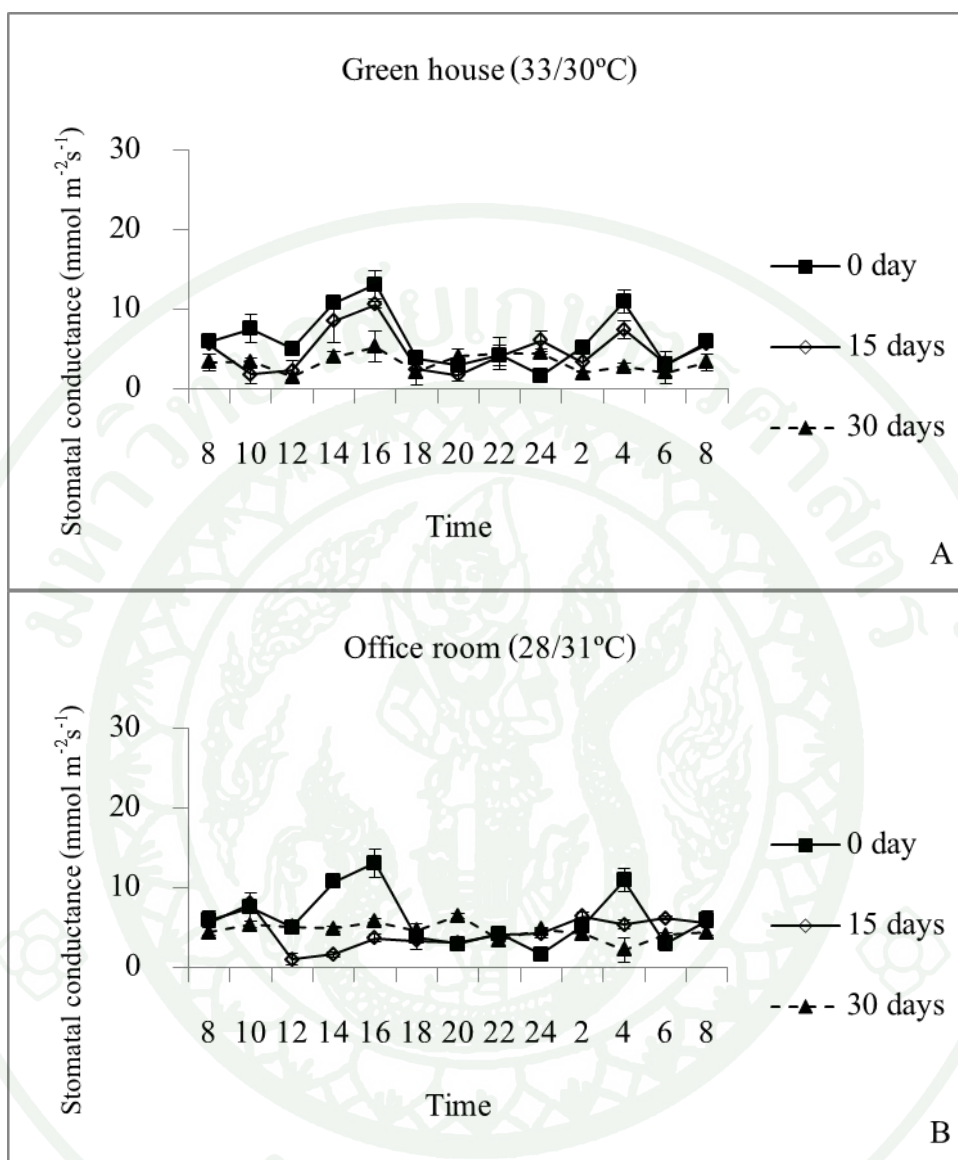 Green house (33/30ºC)
Stomatal conductance (mmol m⁻²s⁻¹)
30
20
10
0
8 10 12 14 16 18 20 22 24 2 4 6 8
Time
0 day
15 days
30 days
A
Office room (28/31ºC)
Stomatal conductance (mmol m⁻²s⁻¹)
30
20
10
0
8 10 12 14 16 18 20 22 24 2 4 6 8
Time
0 day
15 days
30 days
B